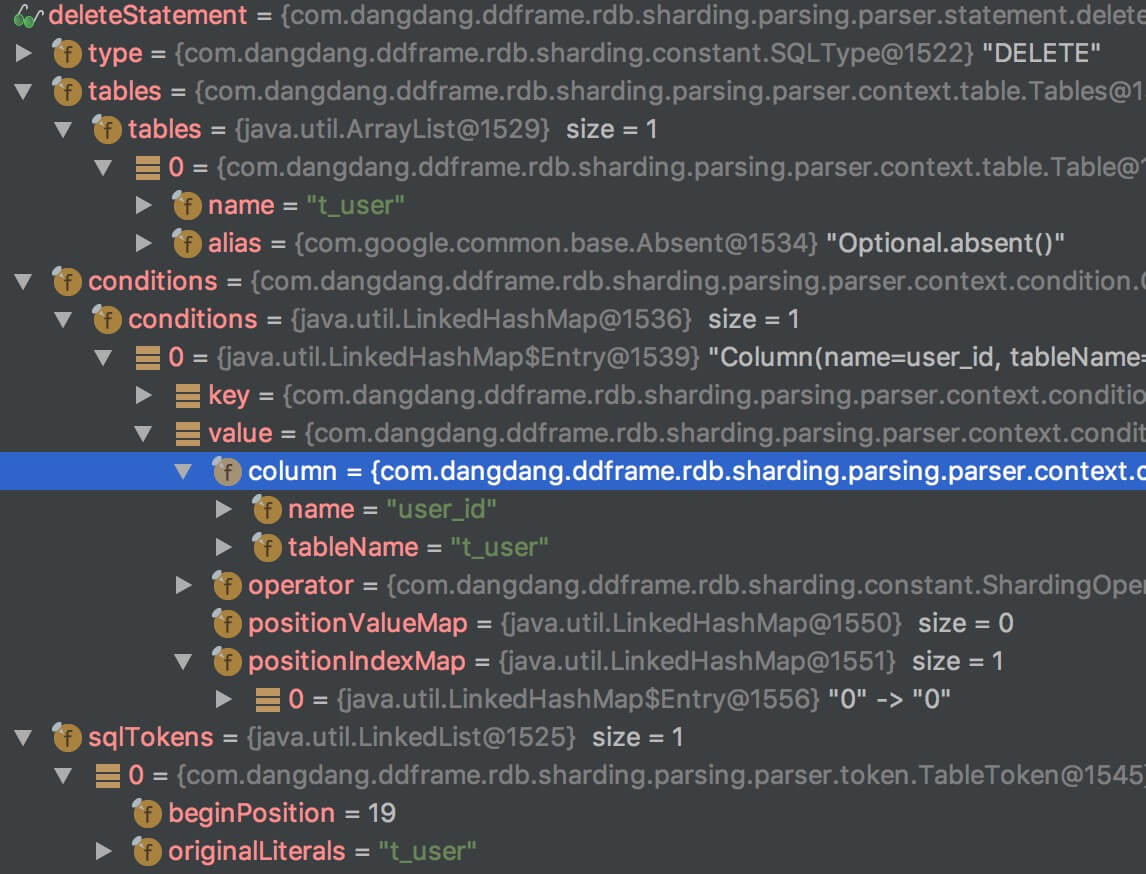 deleteStatement = {com.dangdang.ddframe.rdb.sharding.parsing.parser.statement.delete
f type = {com.dangdang.ddframe.rdb.sharding.constant.SQLType@1522} "DELETE"
f tables = {com.dangdang.ddframe.rdb.sharding.parsing.parser.context.table.Tables@1
f tables = {java.util.ArrayList@1529} size = 1
0 = {com.dangdang.ddframe.rdb.sharding.parsing.parser.context.table.Table@1
f name = "t_user"
f alias = {com.google.common.base.Absent@1534} "Optional.absent()"
f conditions = {com.dangdang.ddframe.rdb.sharding.parsing.parser.context.condition.C
f conditions = {java.util.LinkedHashMap@1536} size = 1
0 = {java.util.LinkedHashMap$Entry@1539} "Column(name=user_id, tableName=
key = {com.dangdang.ddframe.rdb.sharding.parsing.parser.context.conditio
value = {com.dangdang.ddframe.rdb.sharding.parsing.parser.context.condit
f column = {com.dangdang.ddframe.rdb.sharding.parsing.parser.context.c
f name = "user_id"
f tableName = "t_user"
f operator = {com.dangdang.ddframe.rdb.sharding.constant.ShardingOper
f positionValueMap = {java.util.LinkedHashMap@1550} size = 0
f positionIndexMap = {java.util.LinkedHashMap@1551} size = 1
0 = {java.util.LinkedHashMap$Entry@1556} "0" -> "0"
f sqlTokens = {java.util.LinkedList@1525} size = 1
0 = {com.dangdang.ddframe.rdb.sharding.parsing.parser.token.TableToken@1545}
f beginPosition = 19
f originalLiterals = "t_user"